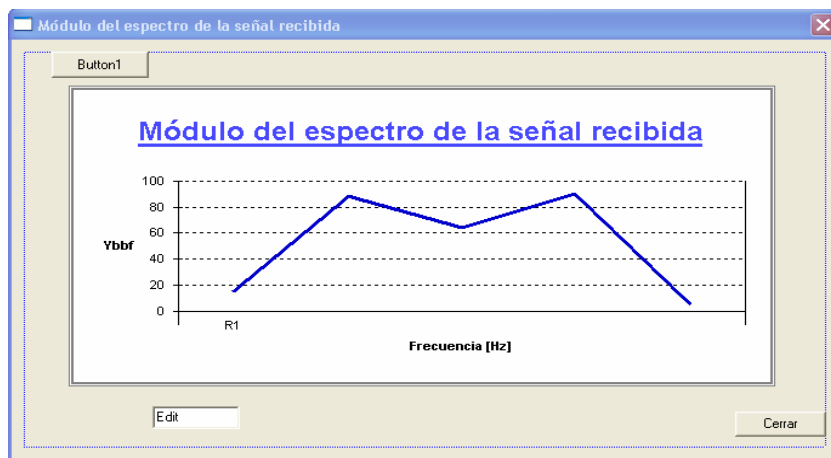 Módulo del espectro de la señal recibida
Button1
Módulo del espectro de la señal recibida
100
80
60
40
20
0
Ybbf
R1
Frecuencia [Hz]
Edit
Cerrar